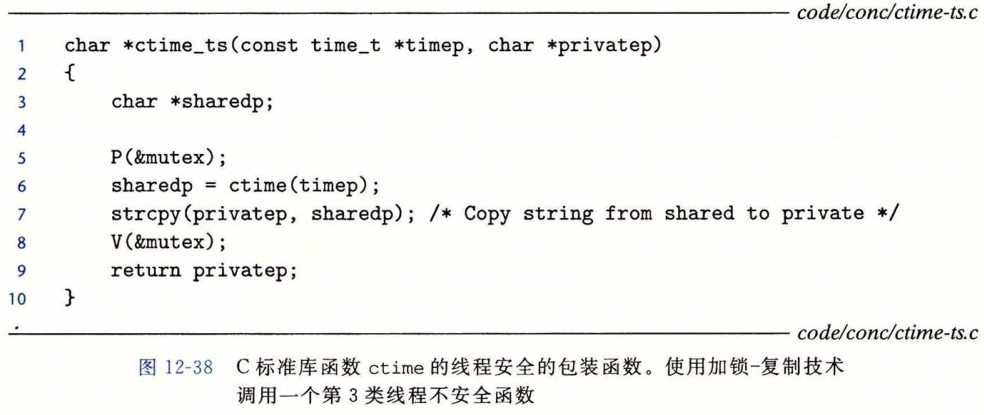 code/conc/ctime-ts.c
1 char *ctime_ts(const time_t *timep, char *privatep)
2 {
3 char *sharedp;
4
5 P(&mutex);
6 sharedp = ctime(timep);
7 strcpy(privatep, sharedp); /* Copy string from shared to private */
8 V(&mutex);
9 return privatep;
10 }
code/conc/ctime-ts.c
图 12-38 C 标准库函数 ctime 的线程安全的包装函数。使用加锁-复制技术
调用一个第 3 类线程不安全函数